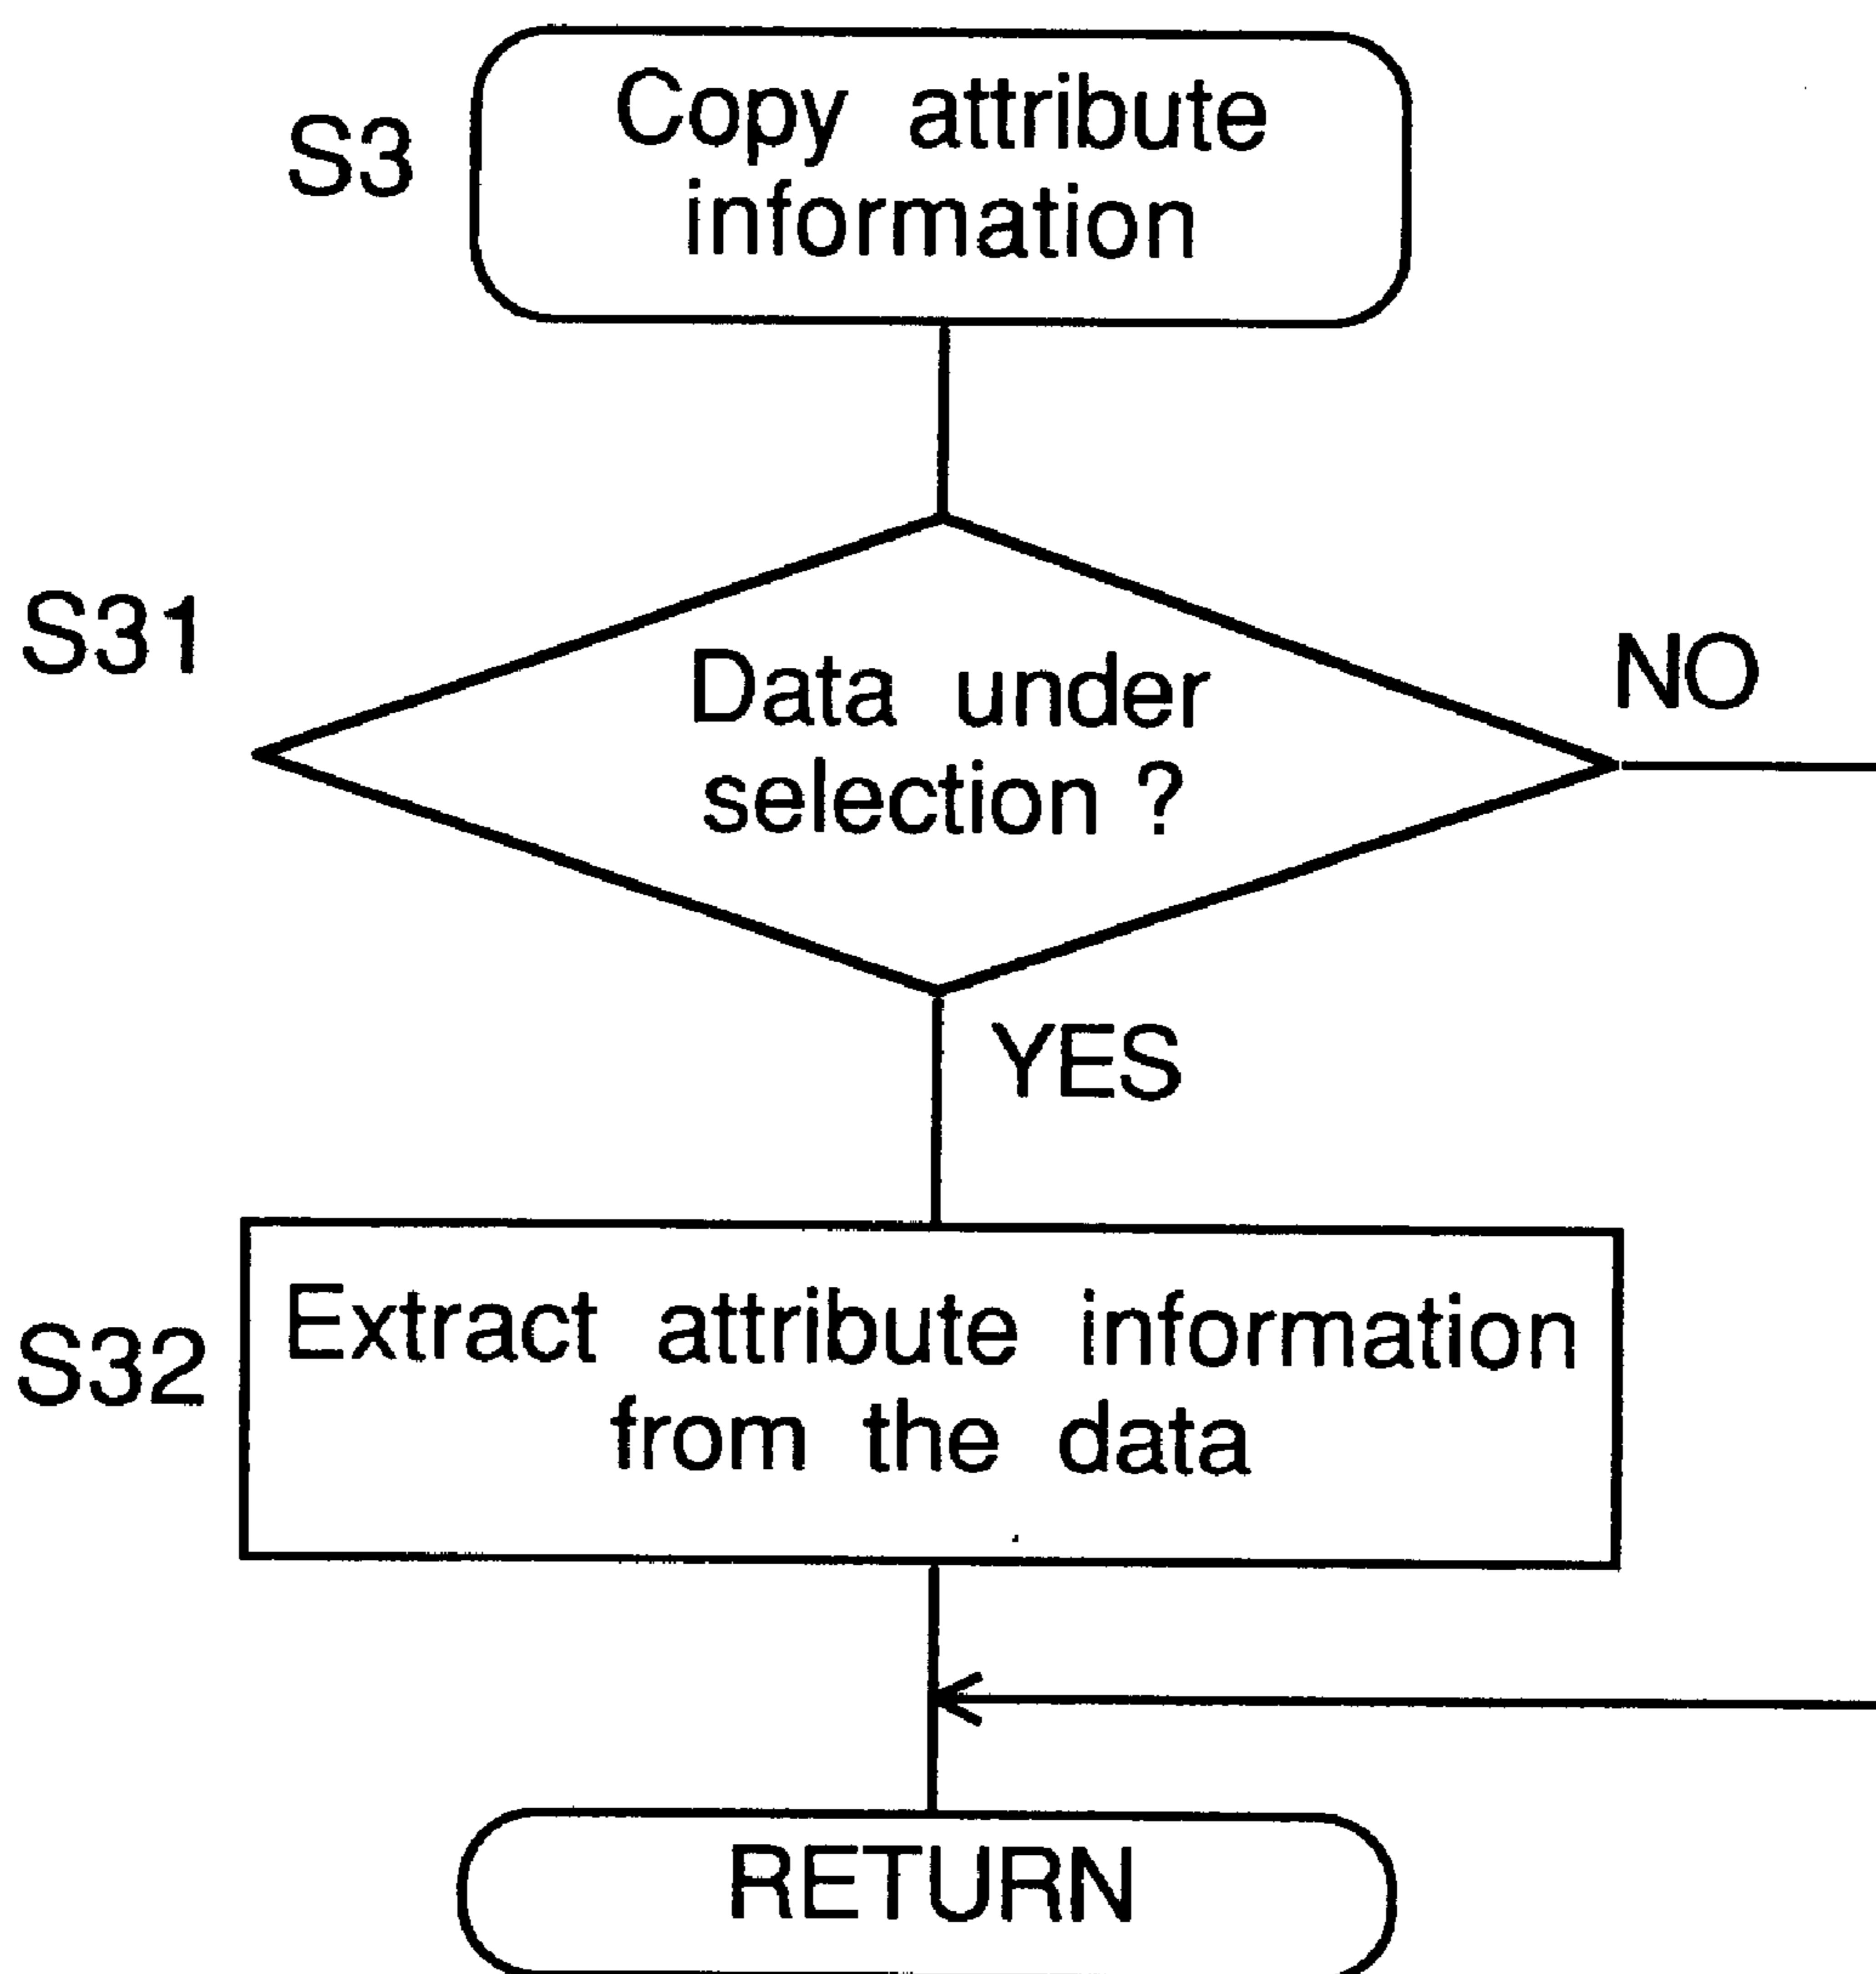 S3
Copy attribute
information
S31
Data under
selection ?
NO
YES
S32
Extract attribute information
from the data
RETURN